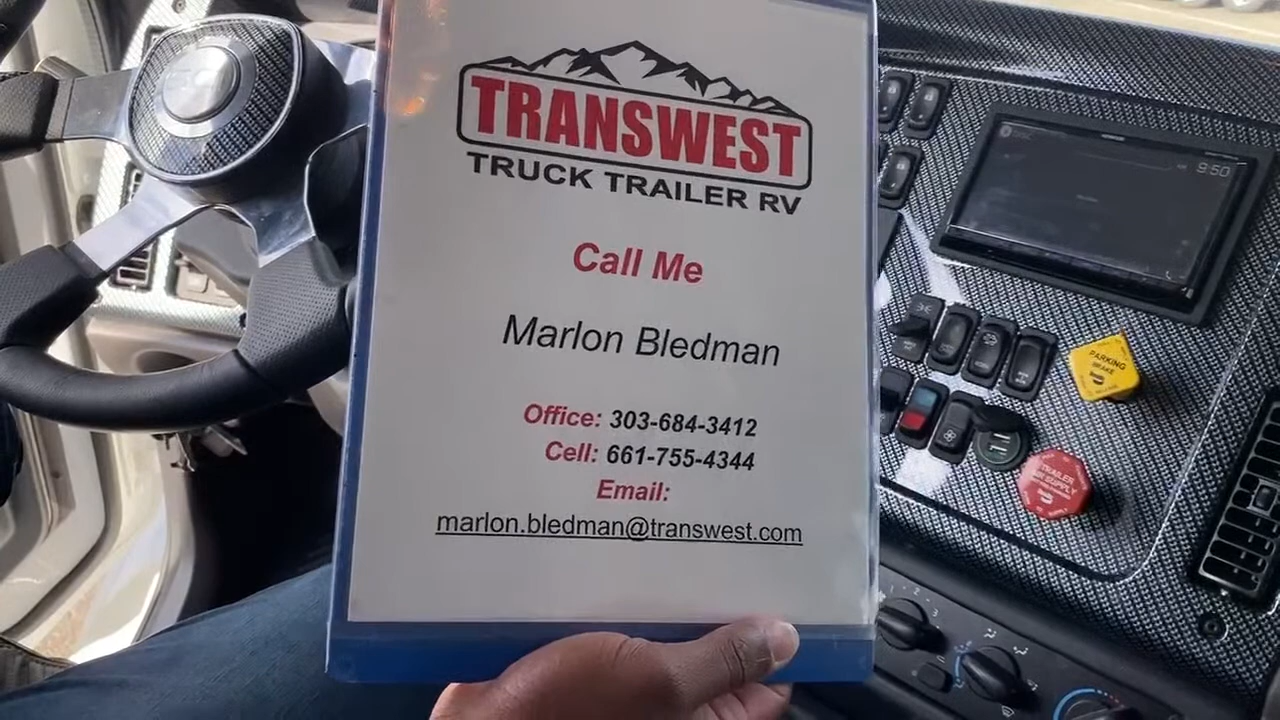 TRANSWEST
TRUCK TRAILER RV
Call Me
Marlon Bledman
Office: 303-684-3412
Cell: 661-755-4344
Email:
marlon.bledman@transwest.com
9:50
PARKING
BRAKE
TRAILER
AIR SUPPLY